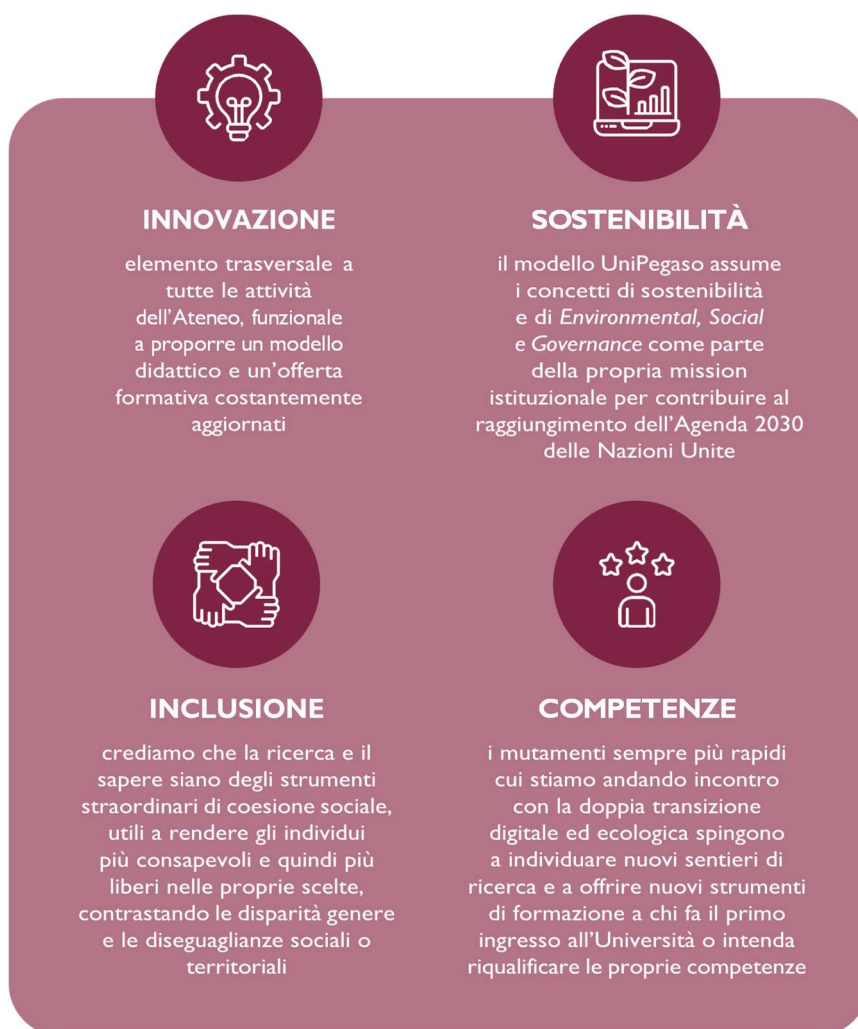 INNOVAZIONE
elemento trasversale a
tutte le attività
dell'Ateneo, funzionale
a proporre un modello
didattico e un'offerta
formativa costantemente
aggiornati
SOSTENIBILITÀ
il modello UniPegaso assume
i concetti di sostenibilità
e di Environmental, Social
e Governance come parte
della propria mission
istituzionale per contribuire al
raggiungimento dell'Agenda 2030
delle Nazioni Unite
INCLUSIONE
crediamo che la ricerca e il
sapere siano degli strumenti
straordinari di coesione sociale,
utili a rendere gli individui
più consapevoli e quindi più
liberi nelle proprie scelte,
contrastando le disparità genere
e le diseguaglianze sociali o
territoriali
COMPETENZE
i mutamenti sempre più rapidi
cui stiamo andando incontro
con la doppia transizione
digitale ed ecologica spingono
a individuare nuovi sentieri di
ricerca e a offrire nuovi strumenti
di formazione a chi fa il primo
ingresso all'Università o intenda
riqualificare le proprie competenze